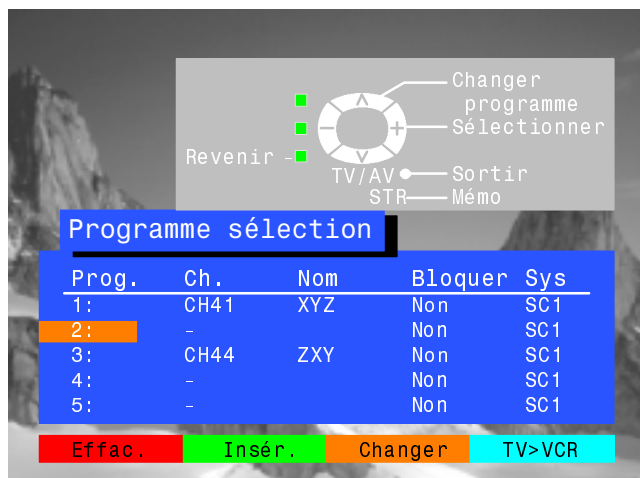 Changer
programme
Sélectionner
Revenir
TV/AV
Sortir
STR
Mémo
Programme sélection
Prog. Ch. Nom Bloquer Sys
1: CH41 XYZ Non SC1
2: - Non SC1
3: CH44 ZXY Non SC1
4: - Non SC1
5: - Non SC1
Effac. Insér. Changer TV>VCR